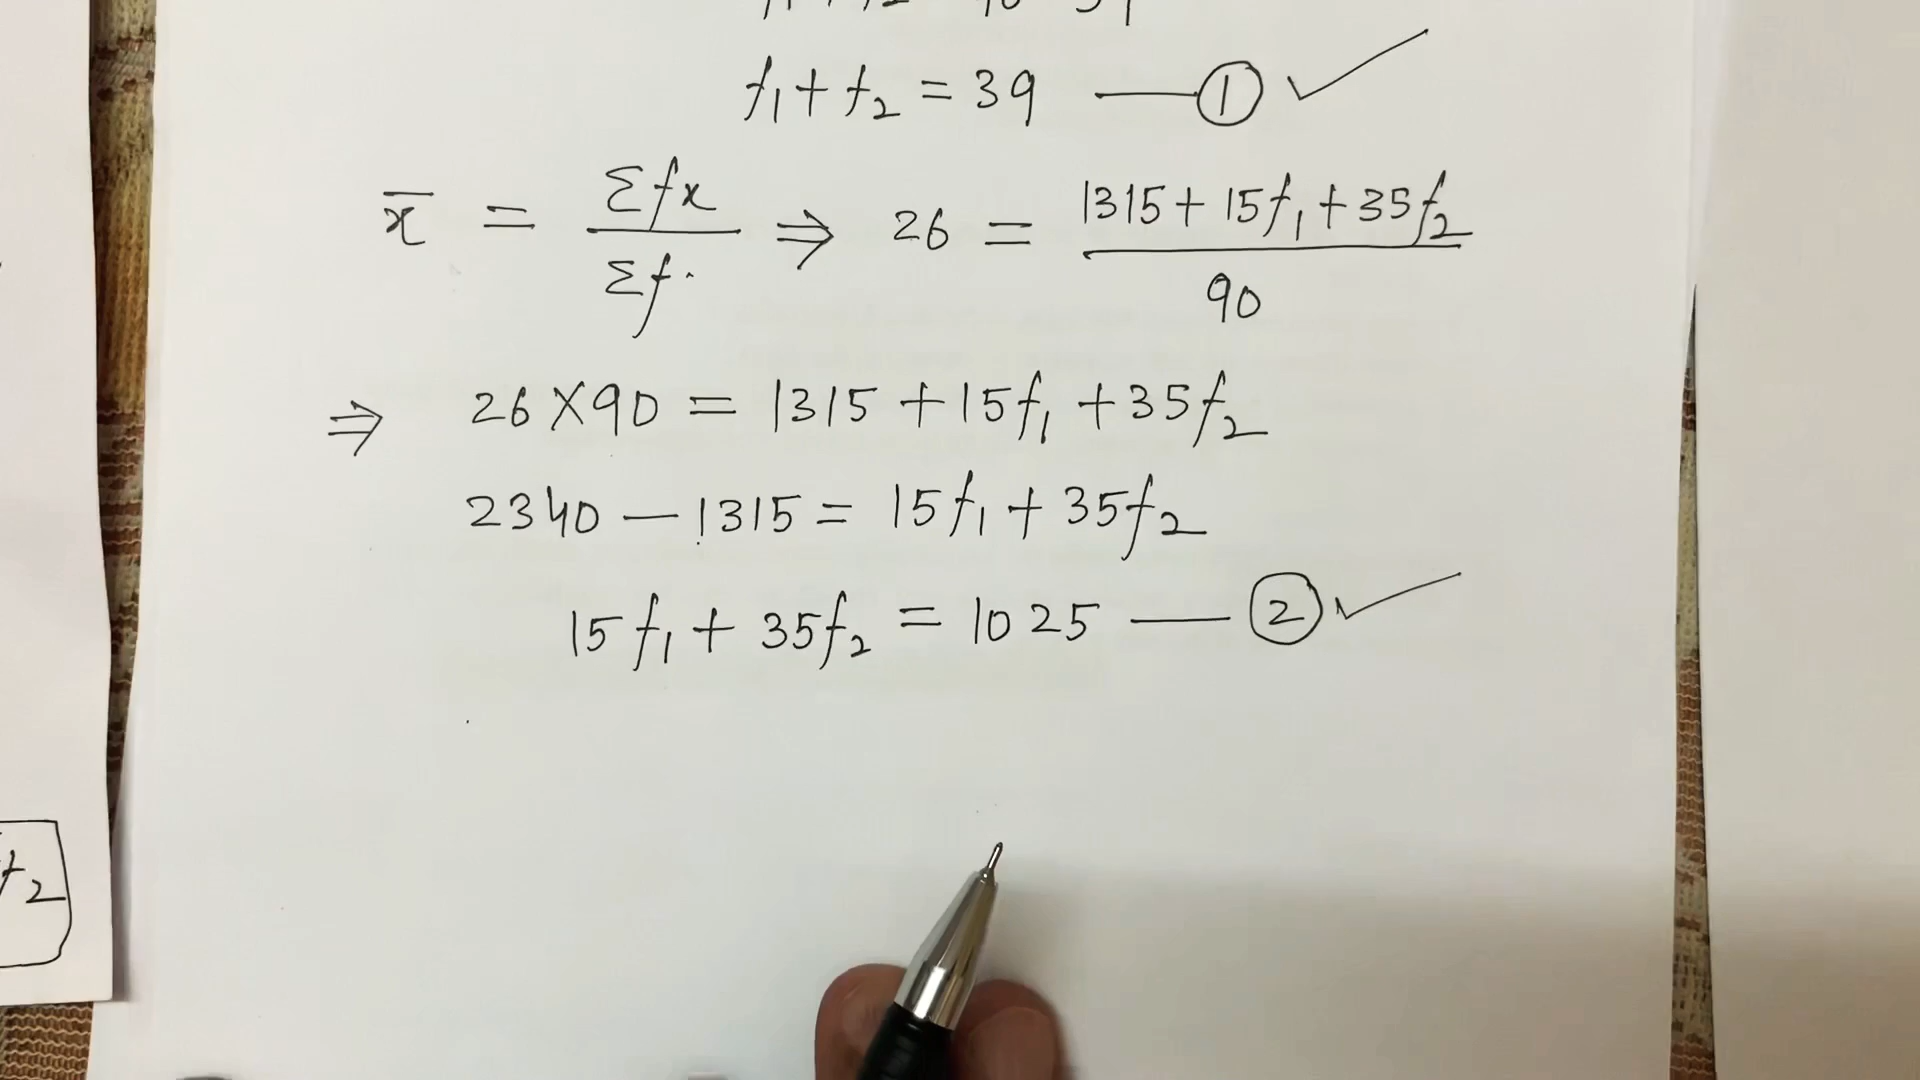 f₁ + f₂ = 39 —— ①
x̄ = Σfx / Σf ⇒ 26 = (1315 + 15f₁ + 35f₂) / 90
⇒ 26 × 90 = 1315 + 15f₁ + 35f₂
2340 — 1315 = 15f₁ + 35f₂
15f₁ + 35f₂ = 1025 —— ②
f₂